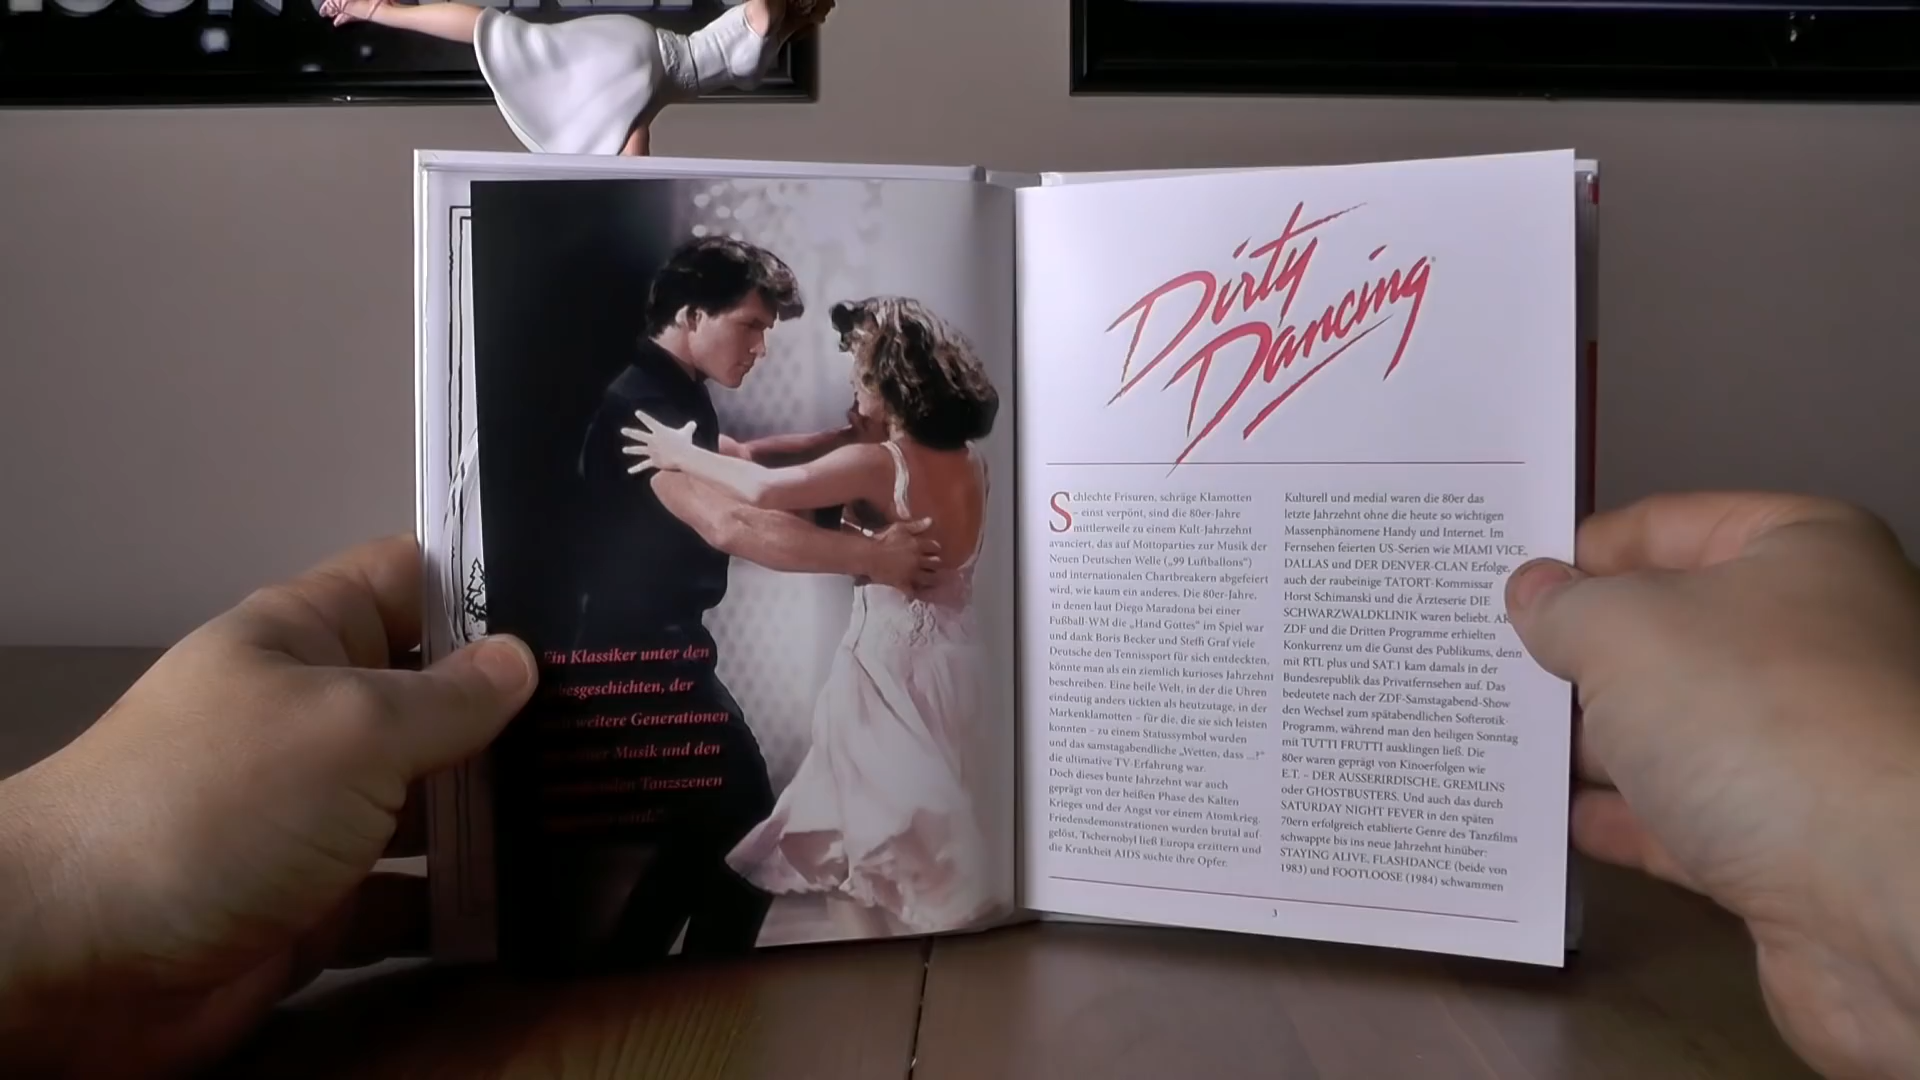 Ein Klassiker unter den
der
weitere Generationen
Musik und den
Tanzszenen
wird."
Dirty
Dancing
Schlechte Frisuren, schräge Klamotten
– einst verpönt, sind die 80er-Jahre
mittlerweile zu einem Kult-Jahrzehnt
avanciert, das auf Mottoparties zur Musik der
Neuen Deutschen Welle („99 Luftballons“)
und internationalen Chartbreakern abgefeiert
wird, wie kaum ein anderes. Die 80er-Jahre,
in denen laut Diego Maradona bei einer
Fußball-WM die „Hand Gottes“ im Spiel war
und dank Boris Becker und Steffi Graf viele
Deutsche den Tennissport für sich entdeckten,
könnte man als ein ziemlich kurioses Jahrzehnt
beschreiben. Eine heile Welt, in der die Uhren
eindeutig anders tickten als heutzutage, in der
Markenklamotten – für die, die sie sich leisten
konnten – zu einem Statussymbol wurden
und das samstagabendliche „Wetten, dass ...?“
die ultimative TV-Erfahrung war.
Doch dieses bunte Jahrzehnt war auch
geprägt von der heißen Phase des Kalten
Krieges und der Angst vor einem Atomkrieg.
Friedensdemonstrationen wurden brutal auf-
gelöst, Tschernobyl ließ Europa erzittern und
die Krankheit AIDS suchte ihre Opfer.
Kulturell und medial waren die 80er das
letzte Jahrzehnt ohne die heute so wichtigen
Massenphänomene Handy und Internet. Im
Fernsehen feierten US-Serien wie MIAMI VICE,
DALLAS und DER DENVER-CLAN Erfolge,
auch der raubeinige TATORT-Kommissar
Horst Schimanski und die Ärzteserie DIE
SCHWARZWALDKLINIK waren beliebt.
ZDF und die Dritten Programme erhielten
Konkurrenz um die Gunst des Publikums, denn
mit RTL plus und SAT.1 kam damals in der
Bundesrepublik das Privatfernsehen auf. Das
bedeutete nach der ZDF-Samstagabend-Show
den Wechsel zum spätabendlichen Softerotik-
Programm, während man den heiligen Sonntag
mit TUTTI FRUTTI ausklingen ließ. Die
80er waren geprägt von Kinoerfolgen wie
E.T. – DER AUSSERIRDISCHE, GREMLINS
oder GHOSTBUSTERS. Und auch das durch
SATURDAY NIGHT FEVER in den späten
70ern erfolgreich etablierte Genre des Tanzfilms
schwappte bis ins neue Jahrzehnt hinüber:
STAYING ALIVE, FLASHDANCE (beide von
1983) und FOOTLOOSE (1984) schwammen
3